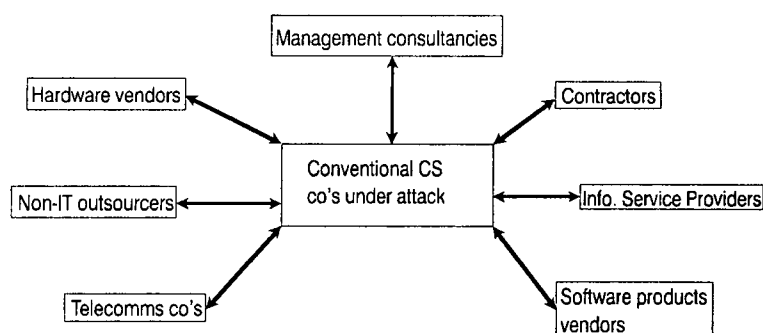 Management consultancies
Hardware vendors
Contractors
Conventional CS
co's under attack
Non-IT outsourcers
Info. Service Providers
Telecomms co's
Software products
vendors